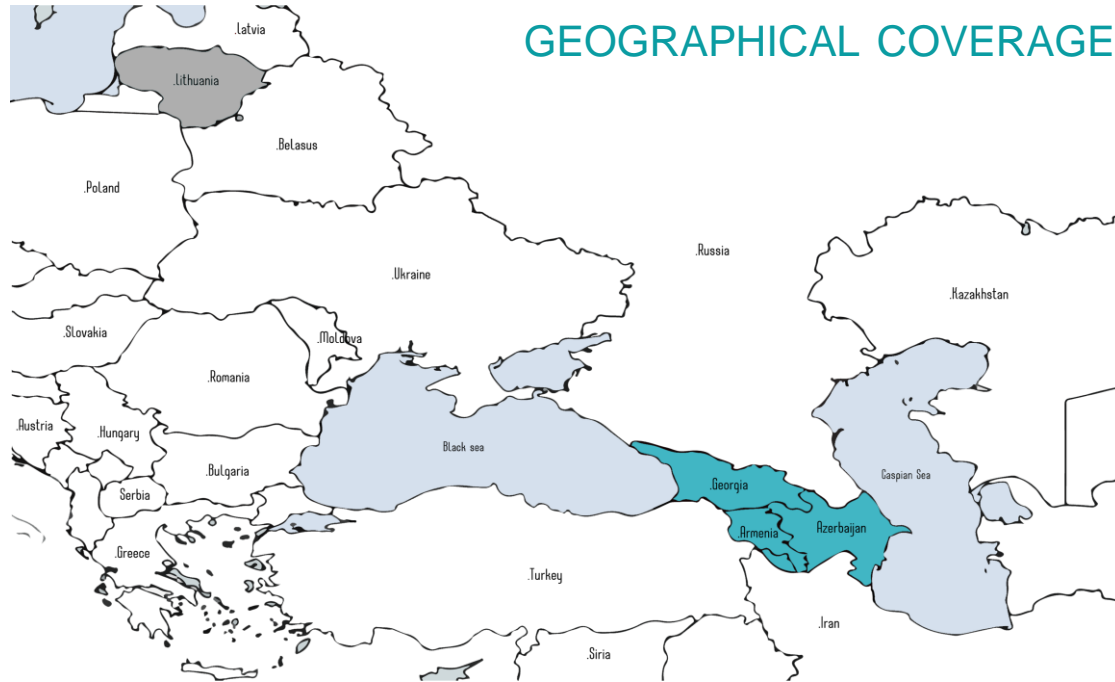 GEOGRAPHICAL COVERAGE
.Latvia
.Lithuania
.Belasus
.Poland
.Russia
.Ukraine
.Kazakhstan
.Slovakia
.Moldova
.Romania
.Austria
.Hungary
Black sea
.Bulgaria
Caspian Sea
.Georgia
Serbia
Azerbaijan
.Armenia
.Greece
.Turkey
.Iran
.Siria